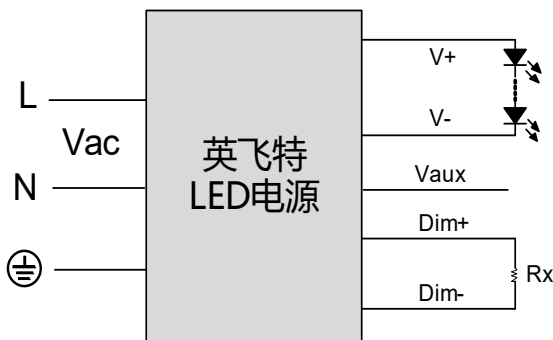 L
Vac
N
英飞特
LED电源
V+
V-
Vaux
Dim+
Rx
Dim-